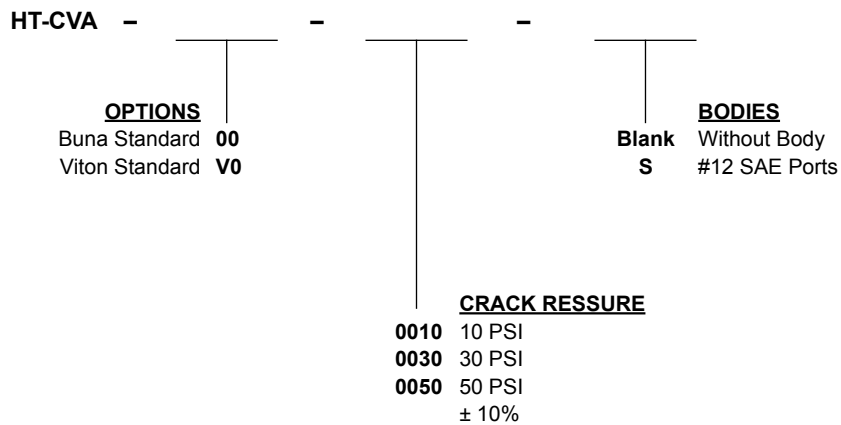 HT-CVA – – –
OPTIONS
Buna Standard 00
Viton Standard V0
BODIES
Blank Without Body
S #12 SAE Ports
CRACK RESSURE
0010 10 PSI
0030 30 PSI
0050 50 PSI
± 10%